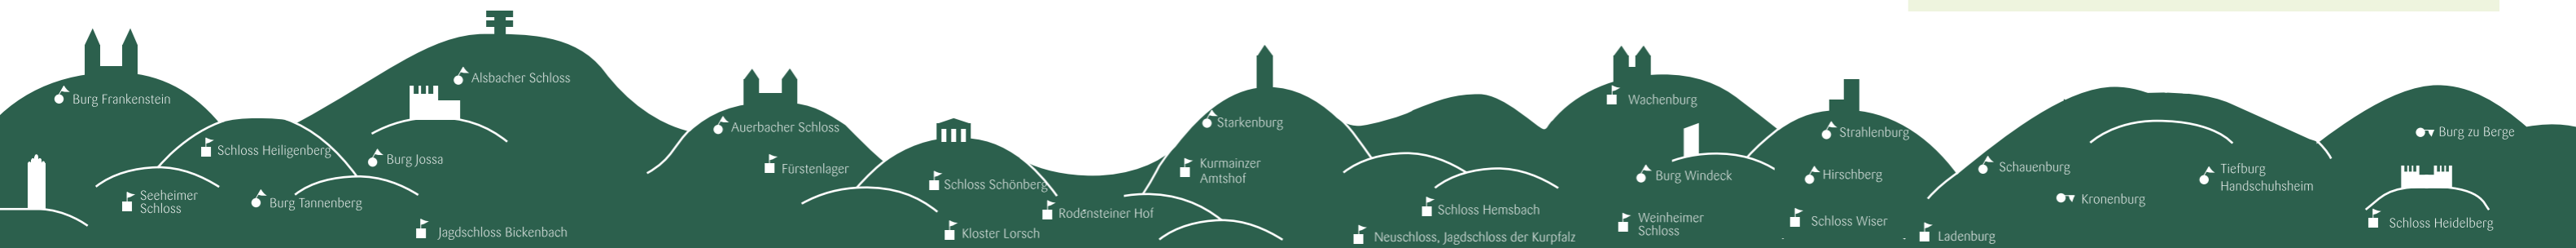 Burg Frankenstein
Schloss Heiligenberg
Seeheimer
Schloss
Burg Tannenberg
Alsbacher Schloss
Burg Jossa
Jagdschloss Bickenbach
Auerbacher Schloss
Fürstenlager
Schloss Schönberg
Rodensteiner Hof
Kloster Lorsch
Starkenburg
Kurmainzer
Amtshof
Schloss Hemsbach
Neuschloss, Jagdschloss der Kurpfalz
Wachenburg
Burg Windeck
Weinheimer
Schloss
Strahlenburg
Hirschberg
Schloss Wiser
Ladenburg
Schauenburg
Kronenburg
Tiefburg
Handschuhsheim
Burg zu Berge
Schloss Heidelberg